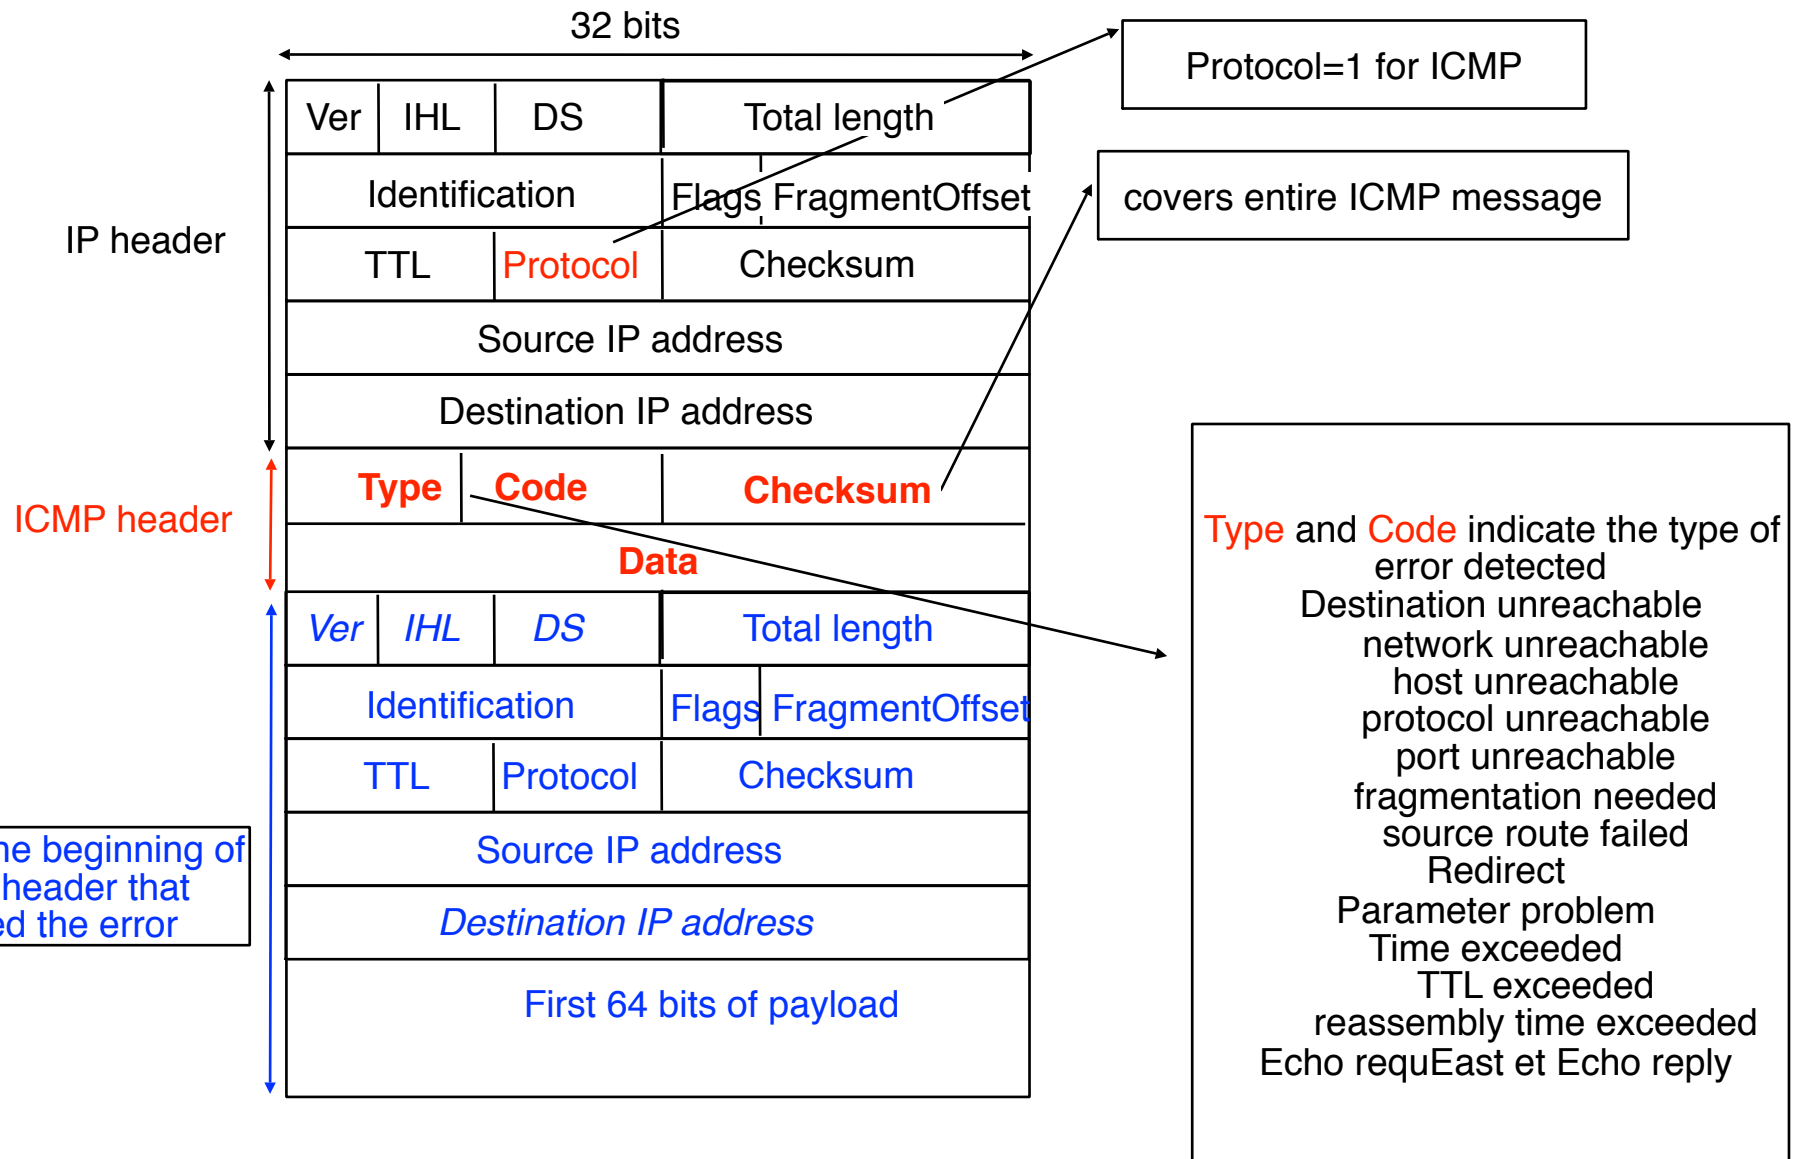 32 bits
Protocol=1 for ICMP
Ver IHL DS Total length
Identification Flags FragmentOffset
covers entire ICMP message
IP header
TTL Protocol Checksum
Source IP address
Destination IP address
Type Code Checksum
ICMP header
Data
Ver IHL DS Total length
Identification Flags FragmentOffset
TTL Protocol Checksum
Source IP address
Destination IP address
First 64 bits of payload
beginning of
header that
the error
Type and Code indicate the type of
error detected
Destination unreachable
network unreachable
host unreachable
protocol unreachable
port unreachable
fragmentation needed
source route failed
Redirect
Parameter problem
Time exceeded
TTL exceeded
reassembly time exceeded
Echo requEast et Echo reply